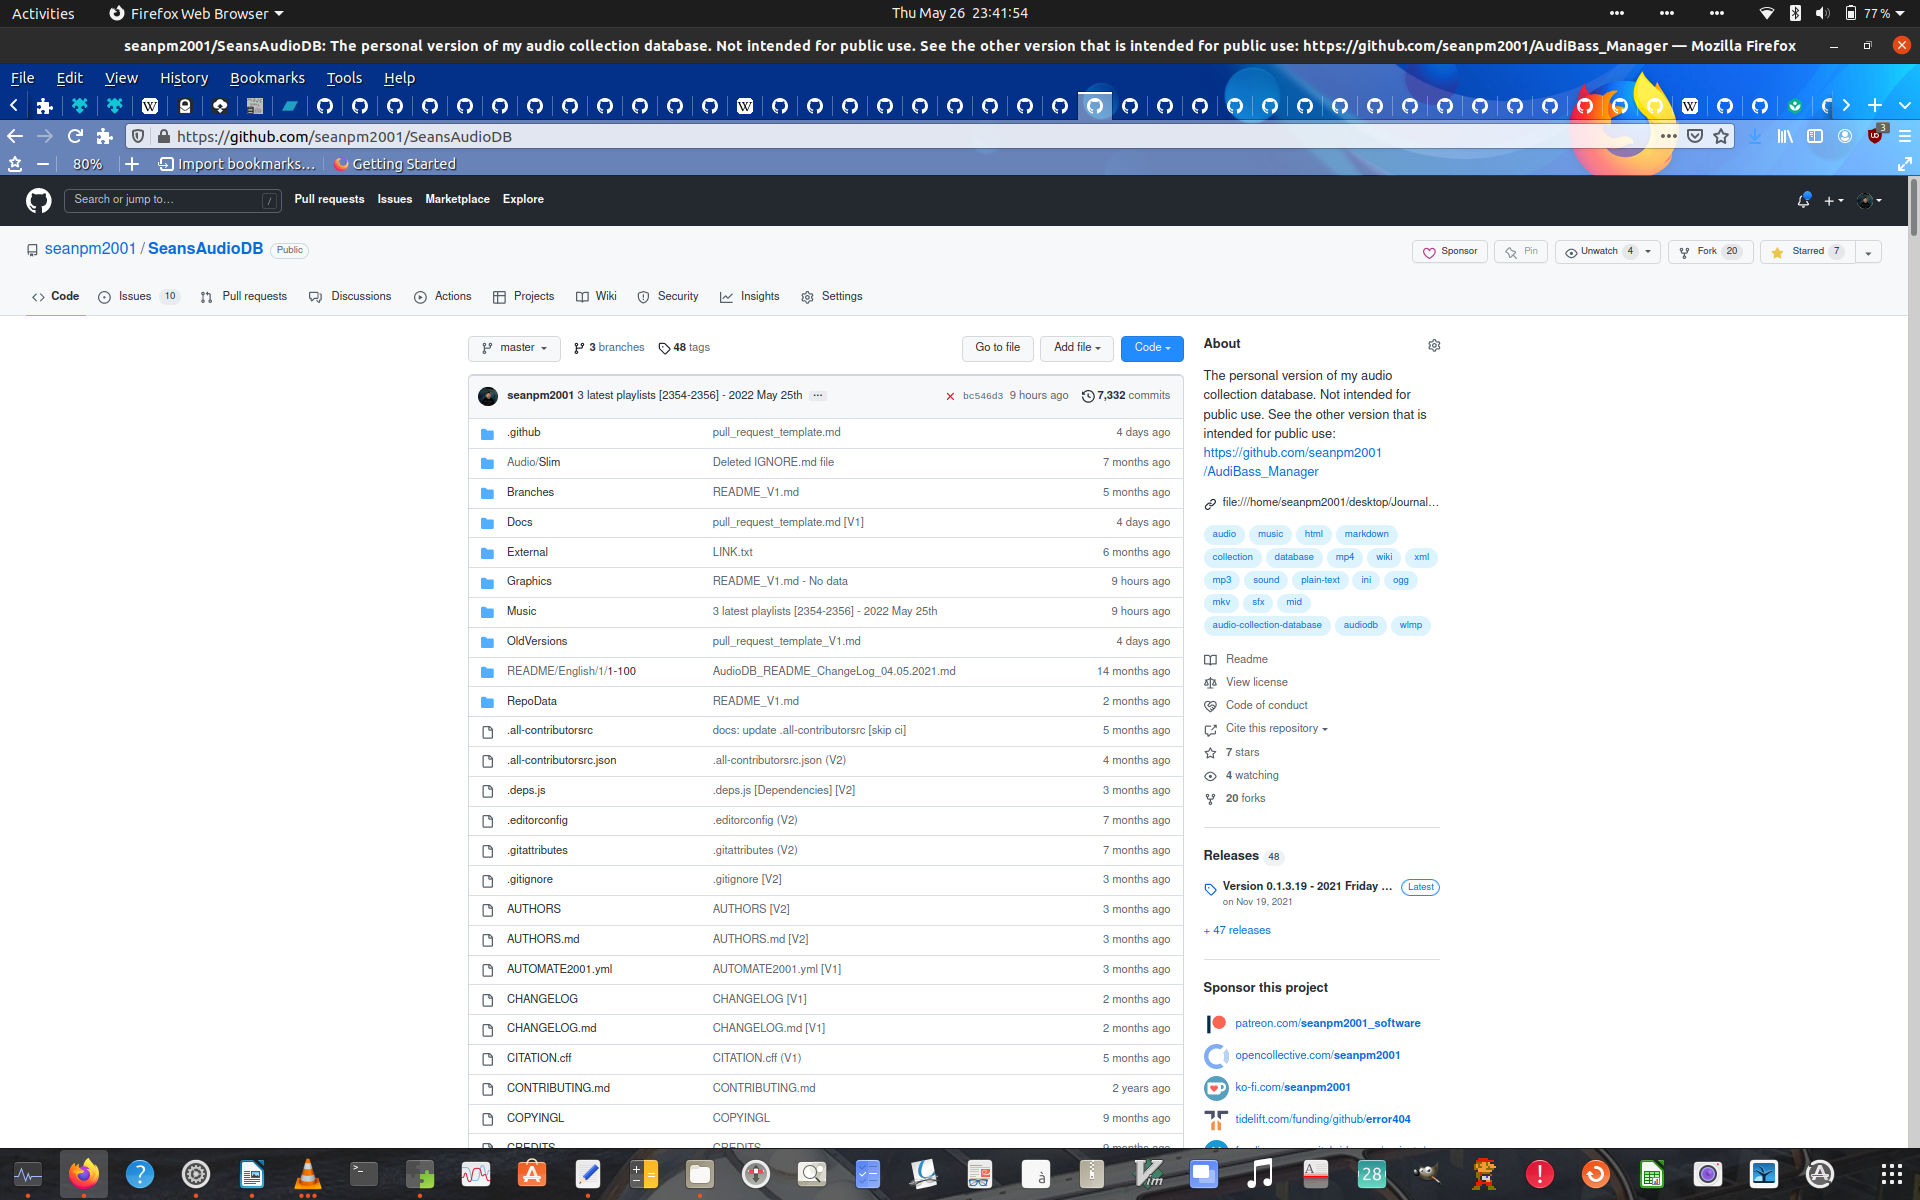 Activities Firefox Web Browser Thu May 26 23:41:54 77 %
seanpm2001/SeansAudioDB: The personal version of my audio collection database. Not intended for public use. See the other version that is intended for public use: https://github.com/seanpm2001/AudiBass_Manager — Mozilla Firefox
File Edit View History Bookmarks Tools Help
https://github.com/seanpm2001/SeansAudioDB 3
80% Import bookmarks... Getting Started
Search or jump to... / Pull requests Issues Marketplace Explore
seanpm2001 / SeansAudioDB Public Sponsor Pin Unwatch 4 Fork 20 Starred 7
Code Issues 10 Pull requests Discussions Actions Projects Wiki Security Insights Settings
master 3 branches 48 tags Go to file Add file Code
seanpm2001 3 latest playlists [2354-2356] - 2022 May 25th ... bc546d3 9 hours ago 7,332 commits
.github pull_request_template.md 4 days ago
Audio/Slim Deleted IGNORE.md file 7 months ago
Branches README_V1.md 5 months ago
Docs pull_request_template.md [V1] 4 days ago
External LINK.txt 6 months ago
Graphics README_V1.md - No data 9 hours ago
Music 3 latest playlists [2354-2356] - 2022 May 25th 9 hours ago
OldVersions pull_request_template_V1.md 4 days ago
README/English/1/1-100 AudioDB_README_ChangeLog_04.05.2021.md 14 months ago
RepoData README_V1.md 2 months ago
.all-contributorsrc docs: update .all-contributorsrc [skip ci] 5 months ago
.all-contributorsrc.json .all-contributorsrc.json (V2) 4 months ago
.deps.js .deps.js [Dependencies] [V2] 3 months ago
.editorconfig .editorconfig (V2) 7 months ago
.gitattributes .gitattributes (V2) 7 months ago
.gitignore .gitignore [V2] 3 months ago
AUTHORS AUTHORS [V2] 3 months ago
AUTHORS.md AUTHORS.md [V2] 3 months ago
AUTOMATE2001.yml AUTOMATE2001.yml [V1] 3 months ago
CHANGELOG CHANGELOG [V1] 2 months ago
CHANGELOG.md CHANGELOG.md [V1] 2 months ago
CITATION.cff CITATION.cff (V1) 5 months ago
CONTRIBUTING.md CONTRIBUTING.md 2 years ago
COPYINGL COPYINGL 9 months ago
CREDITS CREDITS 9 months ago
About
The personal version of my audio
collection database. Not intended for
public use. See the other version that is
intended for public use:
https://github.com/seanpm2001
/AudiBass_Manager
file:///home/seanpm2001/desktop/Journal...
audio music html markdown
collection database mp4 wiki xml
mp3 sound plain-text ini ogg
mkv sfx mid
audio-collection-database audiodb wlmp
Readme
View license
Code of conduct
Cite this repository
7 stars
4 watching
20 forks
Releases 48
Version 0.1.3.19 - 2021 Friday ... Latest
on Nov 19, 2021
+ 47 releases
Sponsor this project
patreon.com/seanpm2001_software
opencollective.com/seanpm2001
ko-fi.com/seanpm2001
tidelift.com/funding/github/error404
28